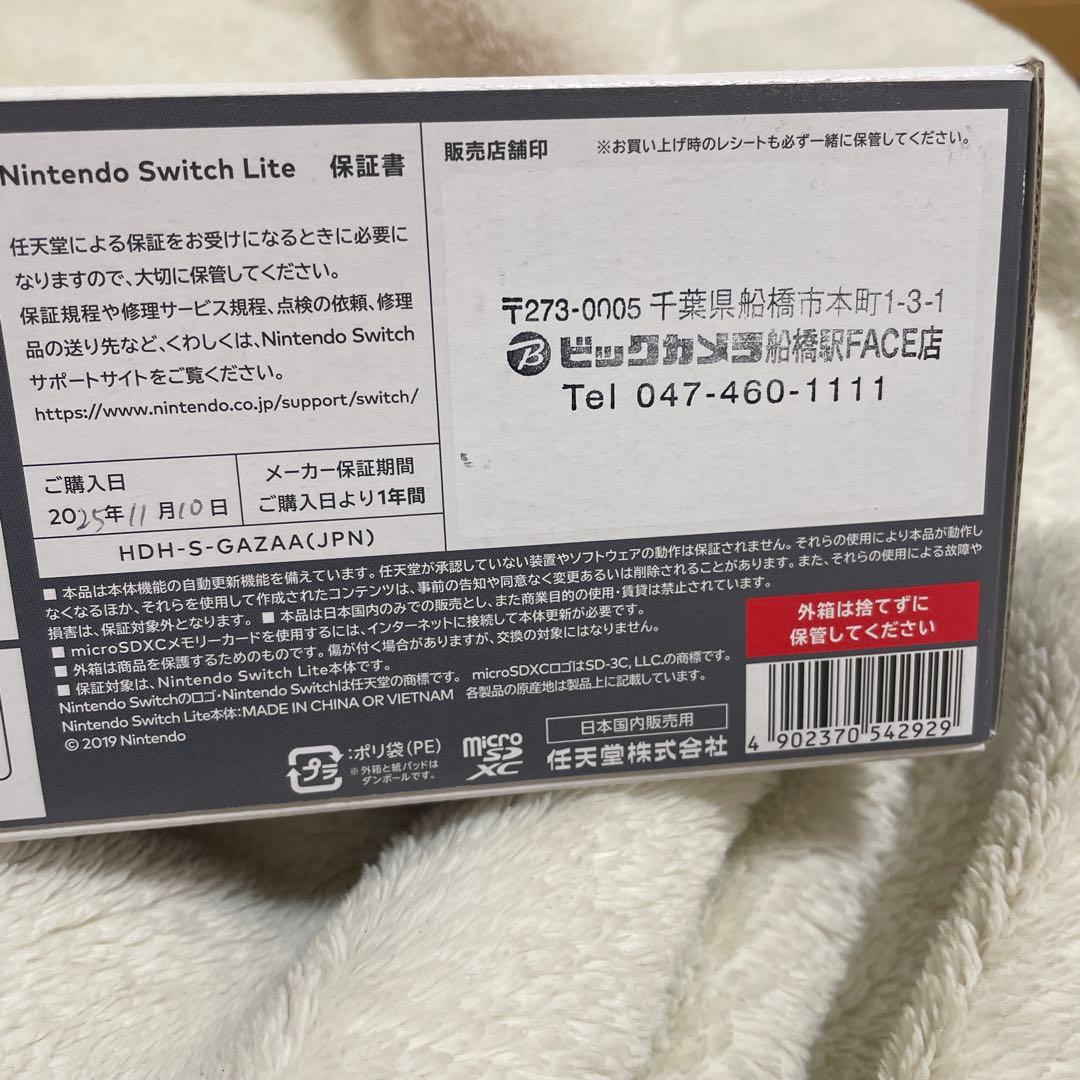 Nintendo Switch Lite 保証書
任天堂による保証をお受けになるときに必要に
なりますので、大切に保管してください。
保証規程や修理サービス規程、点検の依頼、修理
品の送り先など、くわしくは、Nintendo Switch
サポートサイトをご覧ください。
https://www.nintendo.co.jp/support/switch/
ご購入日
2025年11月10日
メーカー保証期間
ご購入日より1年間
HDH-S-GAZAA(JPN)
販売店舗印
※お買い上げ時のレシートも必ず一緒に保管してください。
〒273-0005 千葉県船橋市本町1-3-1
B ビックカメラ船橋駅FACE店
Tel 047-460-1111
■ 本品は本体機能の自動更新機能を備えています。任天堂が承認していない装置やソフトウェアの動作は保証されません。それらの使用により本品が動作し
なくなるほか、それらを使用して作成されたコンテンツは、事前の告知や同意なく変更あるいは削除されることがあります。また、それらの使用による故障や
損害は、保証対象外となります。 ■ 本品は日本国内のみでの販売とし、また商業目的の使用・賃貸は禁止されています。
■ microSDXCメモリーカードを使用するには、インターネットに接続して本体更新が必要です。
■ 外箱は商品を保護するためのものです。傷が付く場合がありますが、交換の対象にはなりません。
■ 保証対象は、Nintendo Switch Lite本体です。
Nintendo Switchのロゴ・Nintendo Switchは任天堂の商標です。 microSDXCロゴはSD-3C, LLC.の商標です。
Nintendo Switch Lite本体:MADE IN CHINA OR VIETNAM 各製品の原産地は製品上に記載しています。
© 2019 Nintendo
プラ
:ポリ袋(PE)
※外箱と紙パッドは
ダンボールです。
micro
SD
XC
日本国内販売用
任天堂株式会社
外箱は捨てずに
保管してください
4 902370 542929